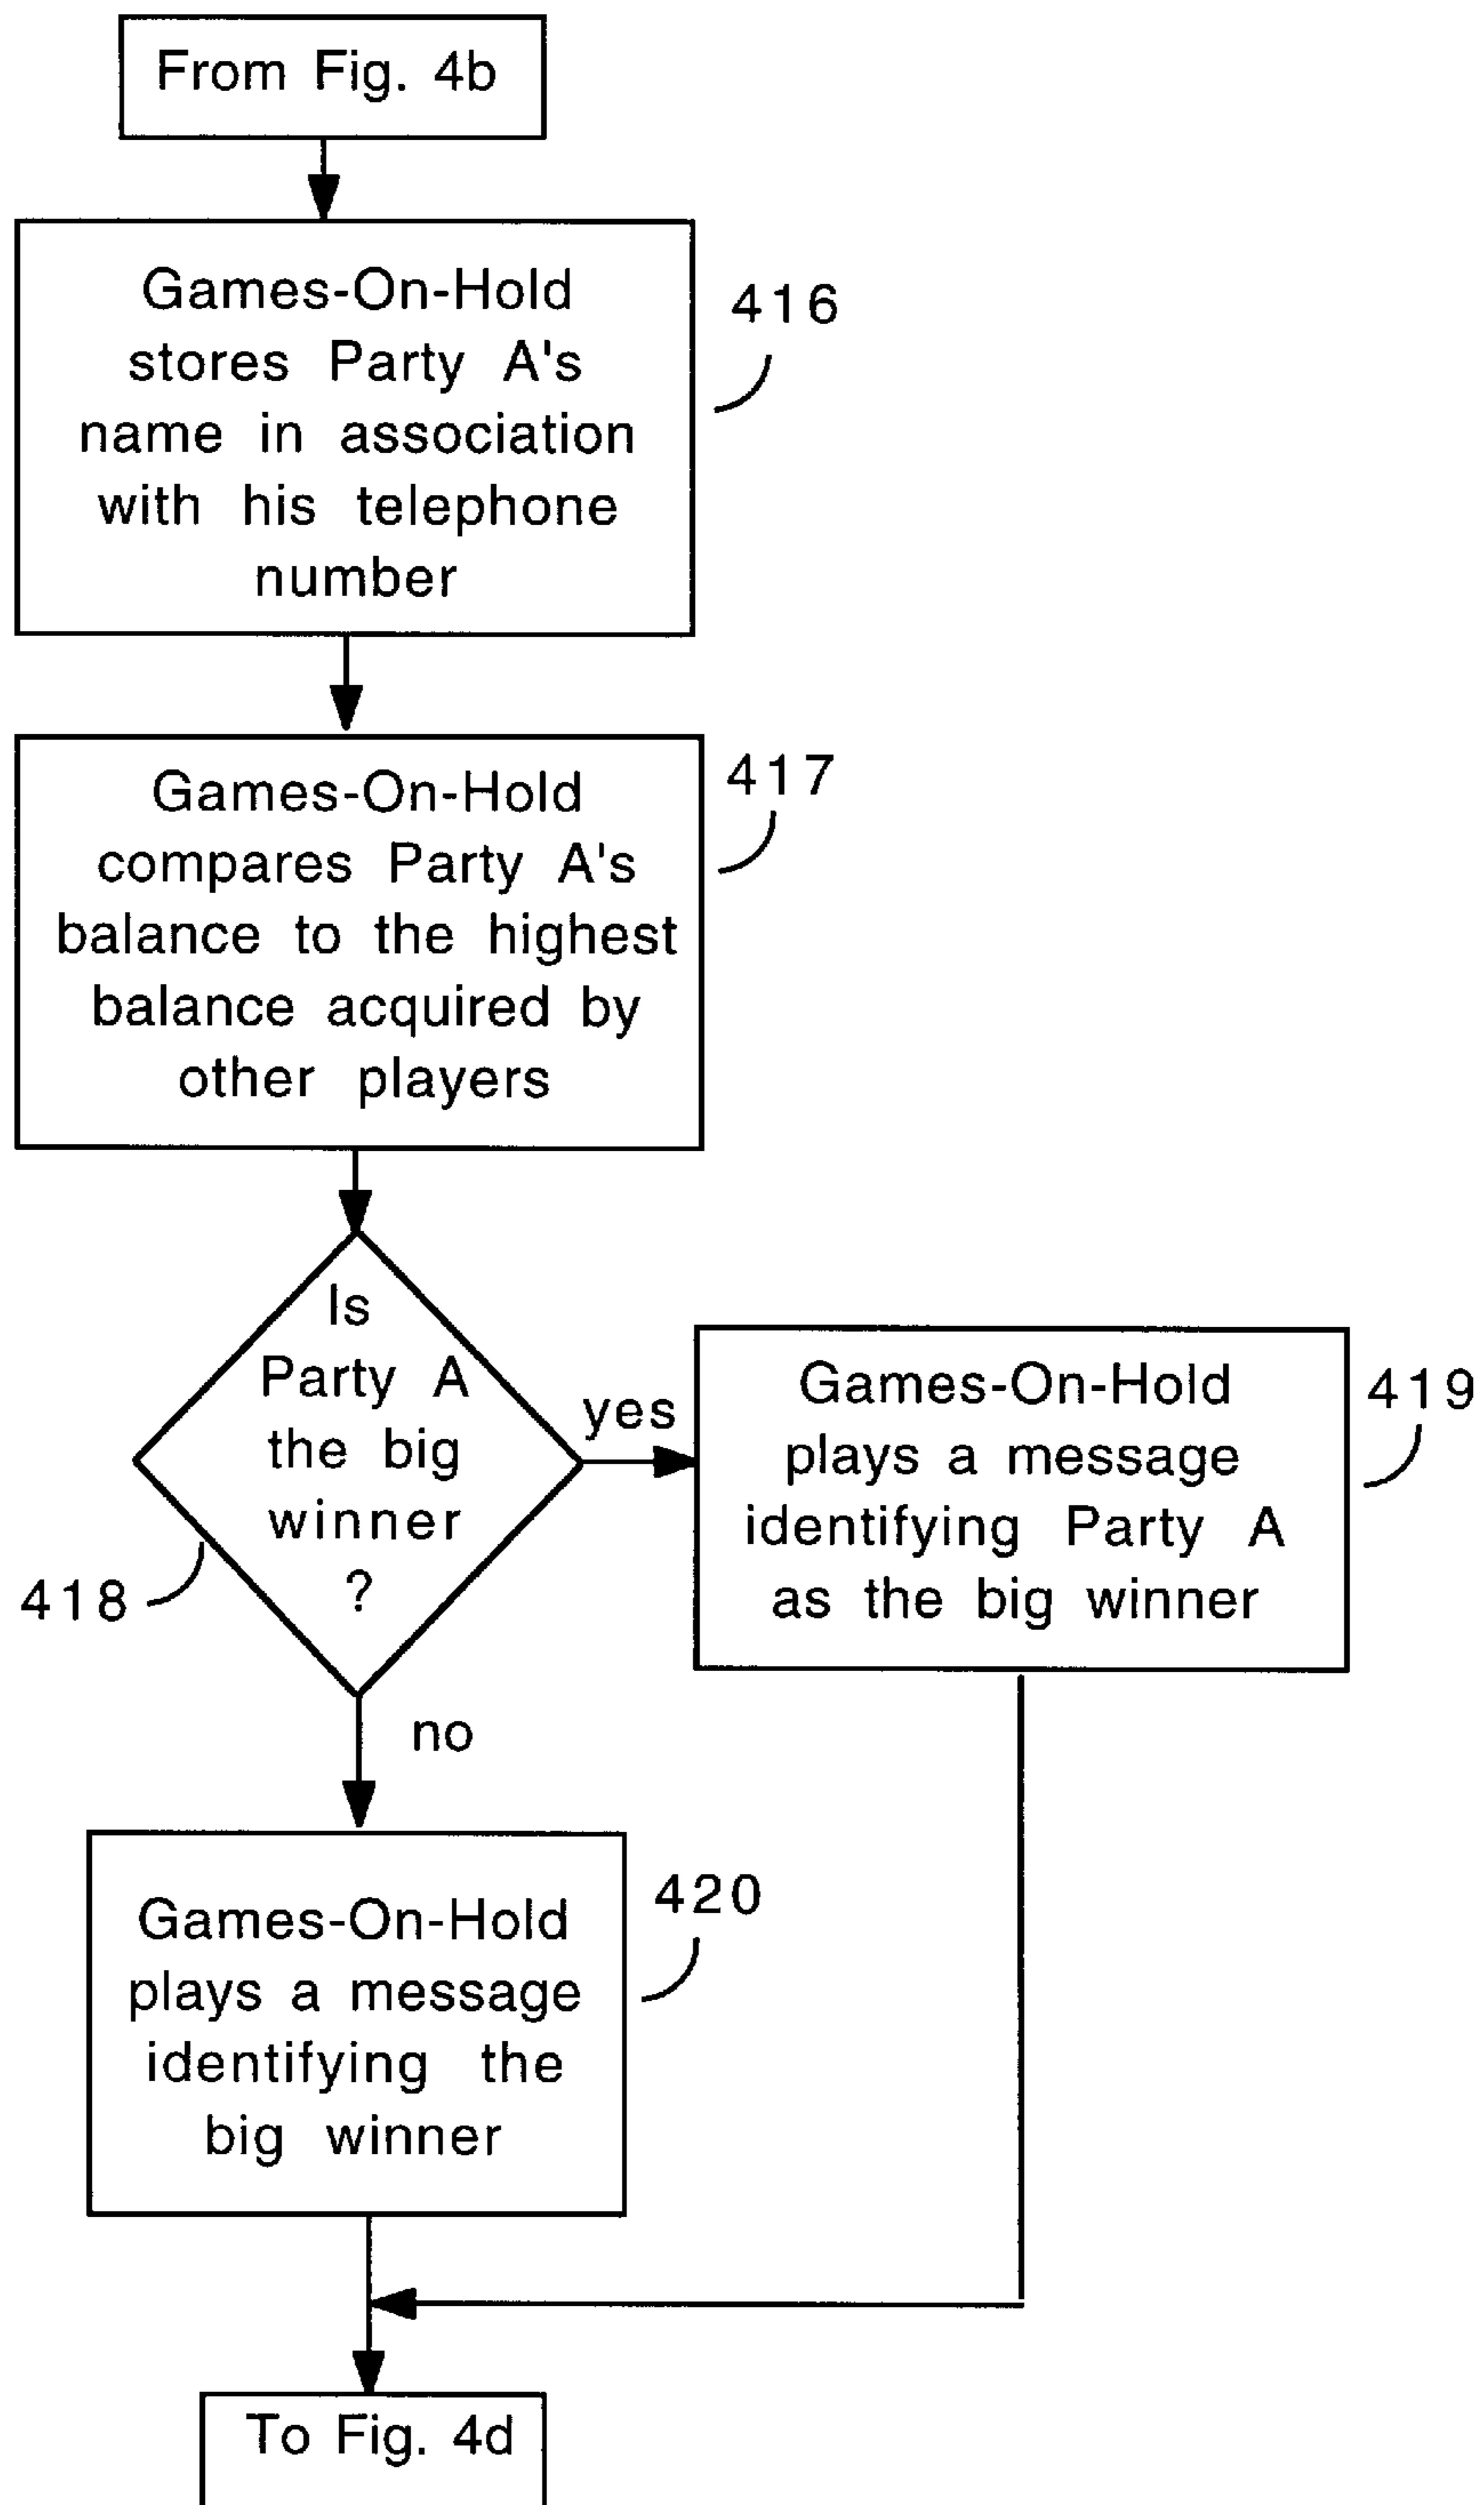 From Fig. 4b
Games-On-Hold
stores Party A's
name in association
with his telephone
number
416
Games-On-Hold
compares Party A's
balance to the highest
balance acquired by
other players
417
Is
Party A
the big
winner
?
418
yes
Games-On-Hold
plays a message
identifying Party A
as the big winner
419
no
Games-On-Hold
plays a message
identifying the
big winner
420
To Fig. 4d